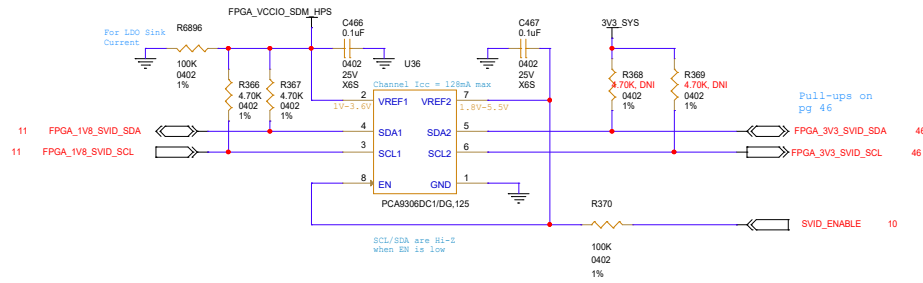 FPGA_VCCIO_SDM_HPS
For LDO Sink
Current
R6896
100K
0402
1%
C466
0.1uF
0402
25V
X6S
C467
0.1uF
0402
25V
X6S
3V3_SYS
U36
Channel Icc = 128mA max
R366
4.70K
0402
1%
R367
4.70K
0402
1%
R368
4.70K, DNI
0402
1%
R369
4.70K, DNI
0402
1%
Pull-ups on
pg 46
2 VREF1
1V-3.6V
7 VREF2
1.8V-5.5V
11 FPGA_1V8_SVID_SDA
4 SDA1
SDA2 5
FPGA_3V3_SVID_SDA 46
11 FPGA_1V8_SVID_SCL
3 SCL1
SCL2 6
FPGA_3V3_SVID_SCL 46
8 EN
GND 1
PCA9306DC1/DG,125
SCL/SDA are Hi-Z
when EN is low
R370
100K
0402
1%
SVID_ENABLE 10